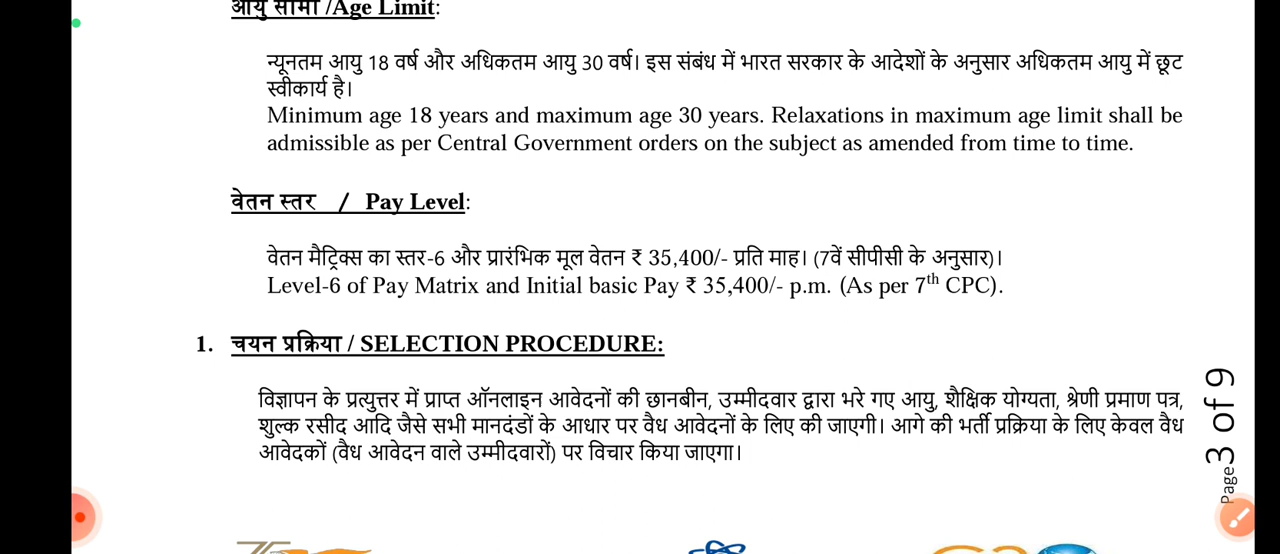 आयु सीमा /Age Limit:
न्यूनतम आयु 18 वर्ष और अधिकतम आयु 30 वर्ष। इस संबंध में भारत सरकार के आदेशों के अनुसार अधिकतम आयु में छूट
स्वीकार्य है।
Minimum age 18 years and maximum age 30 years. Relaxations in maximum age limit shall be
admissible as per Central Government orders on the subject as amended from time to time.
वेतन स्तर / Pay Level:
वेतन मैट्रिक्स का स्तर-6 और प्रारंभिक मूल वेतन ₹ 35,400/- प्रति माह। (7वें सीपीसी के अनुसार)।
Level-6 of Pay Matrix and Initial basic Pay ₹ 35,400/- p.m. (As per 7th CPC).
1. चयन प्रक्रिया / SELECTION PROCEDURE:
विज्ञापन के प्रत्युत्तर में प्राप्त ऑनलाइन आवेदनों की छानबीन, उम्मीदवार द्वारा भरे गए आयु, शैक्षिक योग्यता, श्रेणी प्रमाण पत्र,
शुल्क रसीद आदि जैसे सभी मानदंडों के आधार पर वैध आवेदनों के लिए की जाएगी। आगे की भर्ती प्रक्रिया के लिए केवल वैध
आवेदकों (वैध आवेदन वाले उम्मीदवारों) पर विचार किया जाएगा।
Page 3 of 9